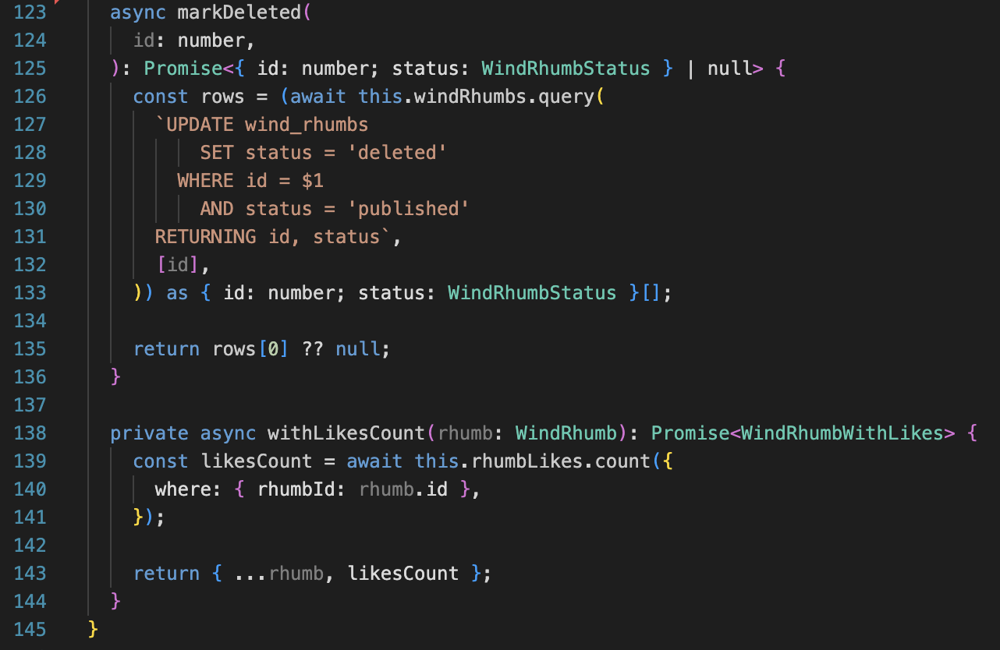 123 async markDeleted(
124 id: number,
125 ): Promise<{ id: number; status: WindRhumbStatus } | null> {
126 const rows = (await this.windRhumbs.query(
127 `UPDATE wind_rhumbs
128 SET status = 'deleted'
129 WHERE id = $1
130 AND status = 'published'
131 RETURNING id, status`,
132 [id],
133 )) as { id: number; status: WindRhumbStatus }[];
134
135 return rows[0] ?? null;
136 }
137
138 private async withLikesCount(rhumb: WindRhumb): Promise<WindRhumbWithLikes> {
139 const likesCount = await this.rhumbLikes.count({
140 where: { rhumbId: rhumb.id },
141 });
142
143 return { ...rhumb, likesCount };
144 }
145 }